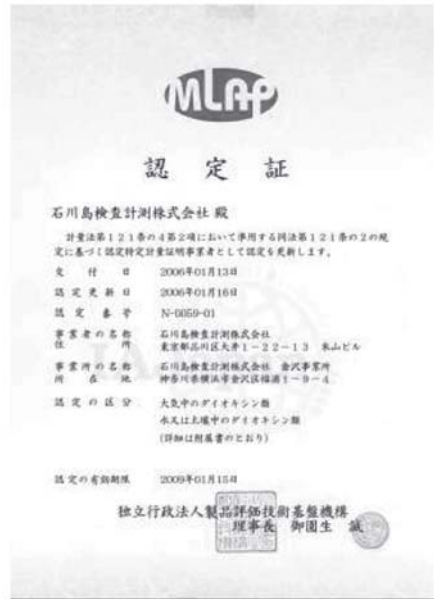 MLAP
認定証
石川島検査計測株式会社 殿
計量法第121条の4第2項において準用する同法第121条の2の規
定に基づく認定特定計量証明事業者として認定を更新します。
交付日 2006年01月13日
認定更新日 2006年01月16日
認定番号 N-0059-01
事業者の名称 石川島検査計測株式会社
住所 東京都品川区大井1-22-13 米山ビル
事業所の名称 石川島検査計測株式会社 金沢事業所
所在地 神奈川県横浜市金沢区福浦1-9-4
認定の区分 大気中のダイオキシン類
水又は土壌中のダイオキシン類
(詳細は附属書のとおり)
認定の有効期限 2009年01月15日
独立行政法人製品評価技術基盤機構
理事長 御園生 誠